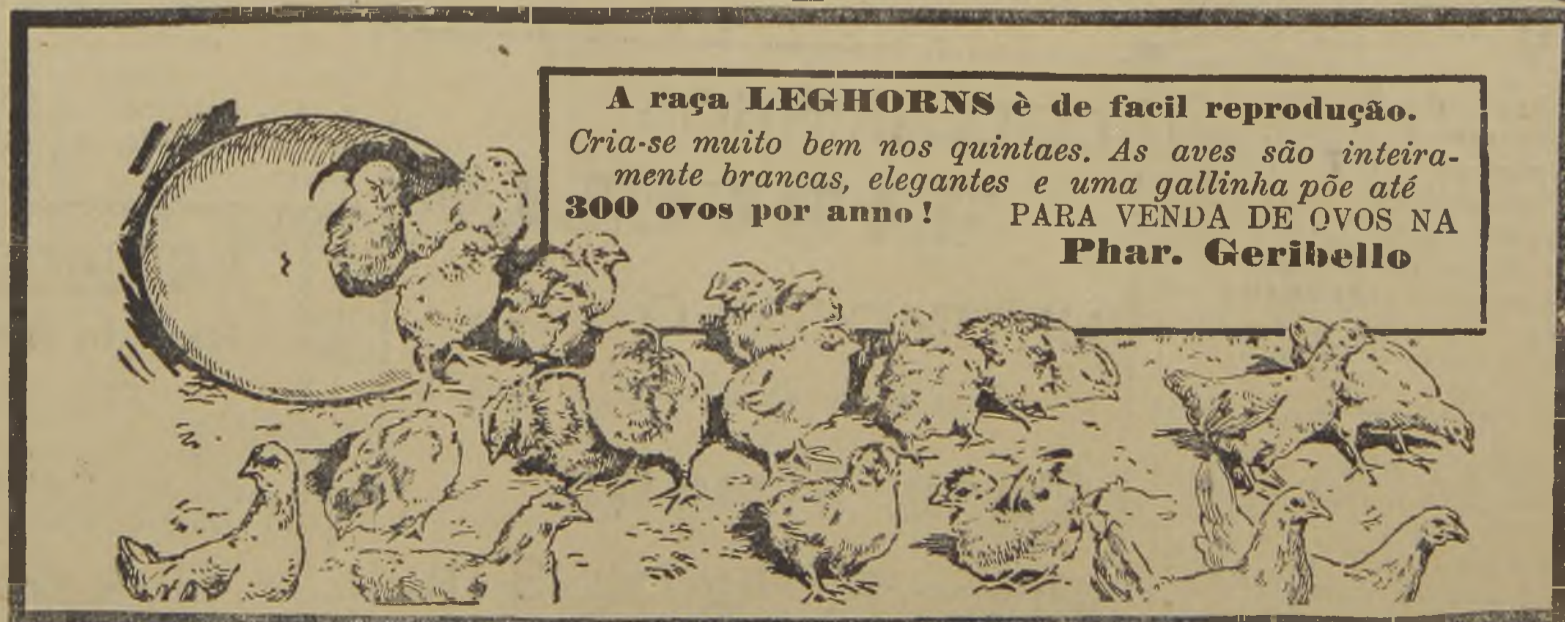 A raça LEGHORNS è de facil reprodução.
Cria-se muito bem nos quintaes. As aves são inteira-
mente brancas, elegantes e uma gallinha põe até
300 ovos por anno! PARA VENDA DE OVOS NA
Phar. Geribello